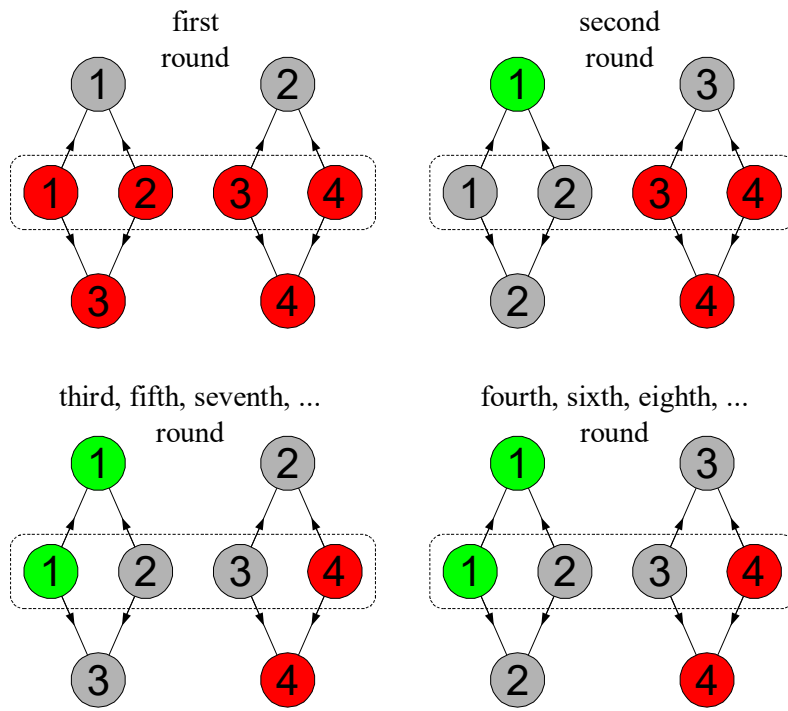 first
round
1 2
1 2 3 4
3 4
second
round
1 3
1 2 3 4
2 4
third, fifth, seventh, ...
round
1 2
1 2 3 4
3 4
fourth, sixth, eighth, ...
round
1 3
1 2 3 4
2 4